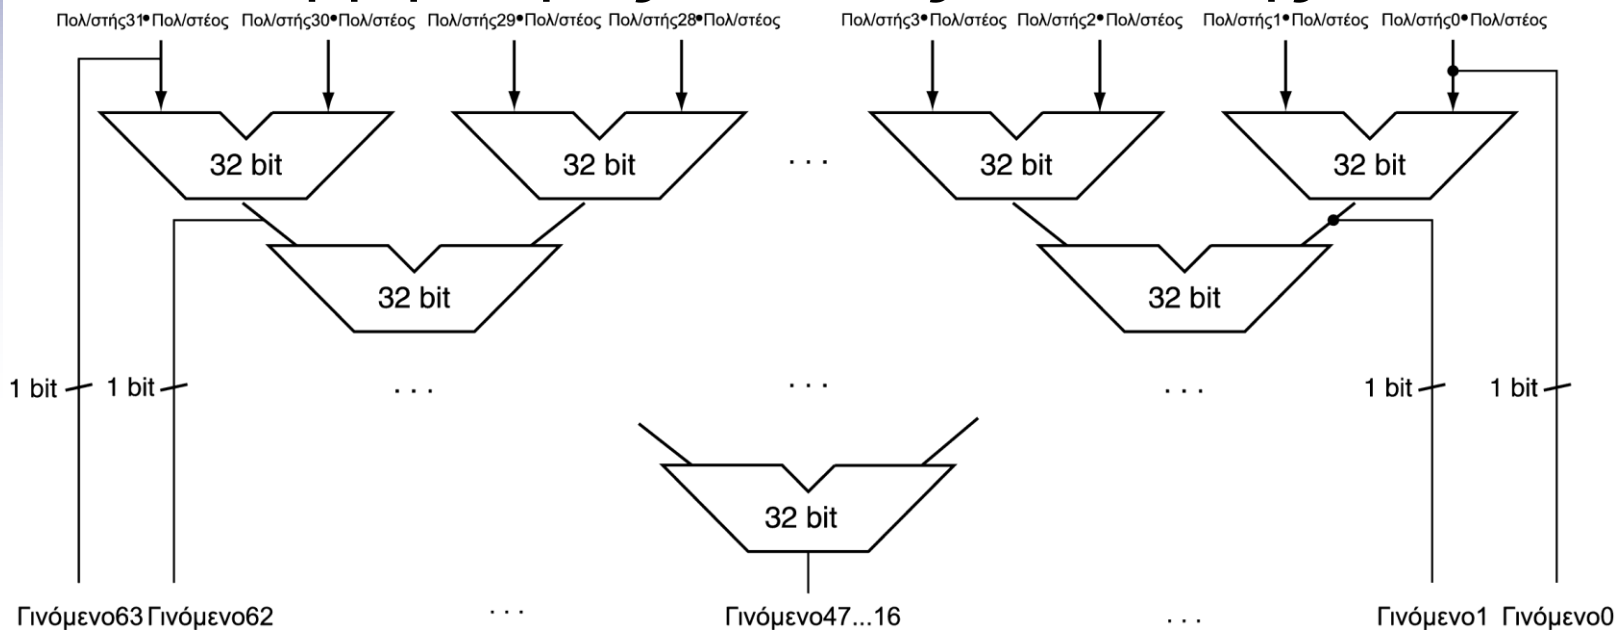 Πολ/στής31•Πολ/στέος Πολ/στής30•Πολ/στέος Πολ/στής29•Πολ/στέος Πολ/στής28•Πολ/στέος Πολ/στής3•Πολ/στέος Πολ/στής2•Πολ/στέος Πολ/στής1•Πολ/στέος Πολ/στής0•Πολ/στέος
32 bit 32 bit . . . 32 bit 32 bit
32 bit 32 bit
1 bit 1 bit . . . . . . . . . 1 bit 1 bit
32 bit
Γινόμενο63 Γινόμενο62 . . . Γινόμενο47...16 . . . Γινόμενο1 Γινόμενο0